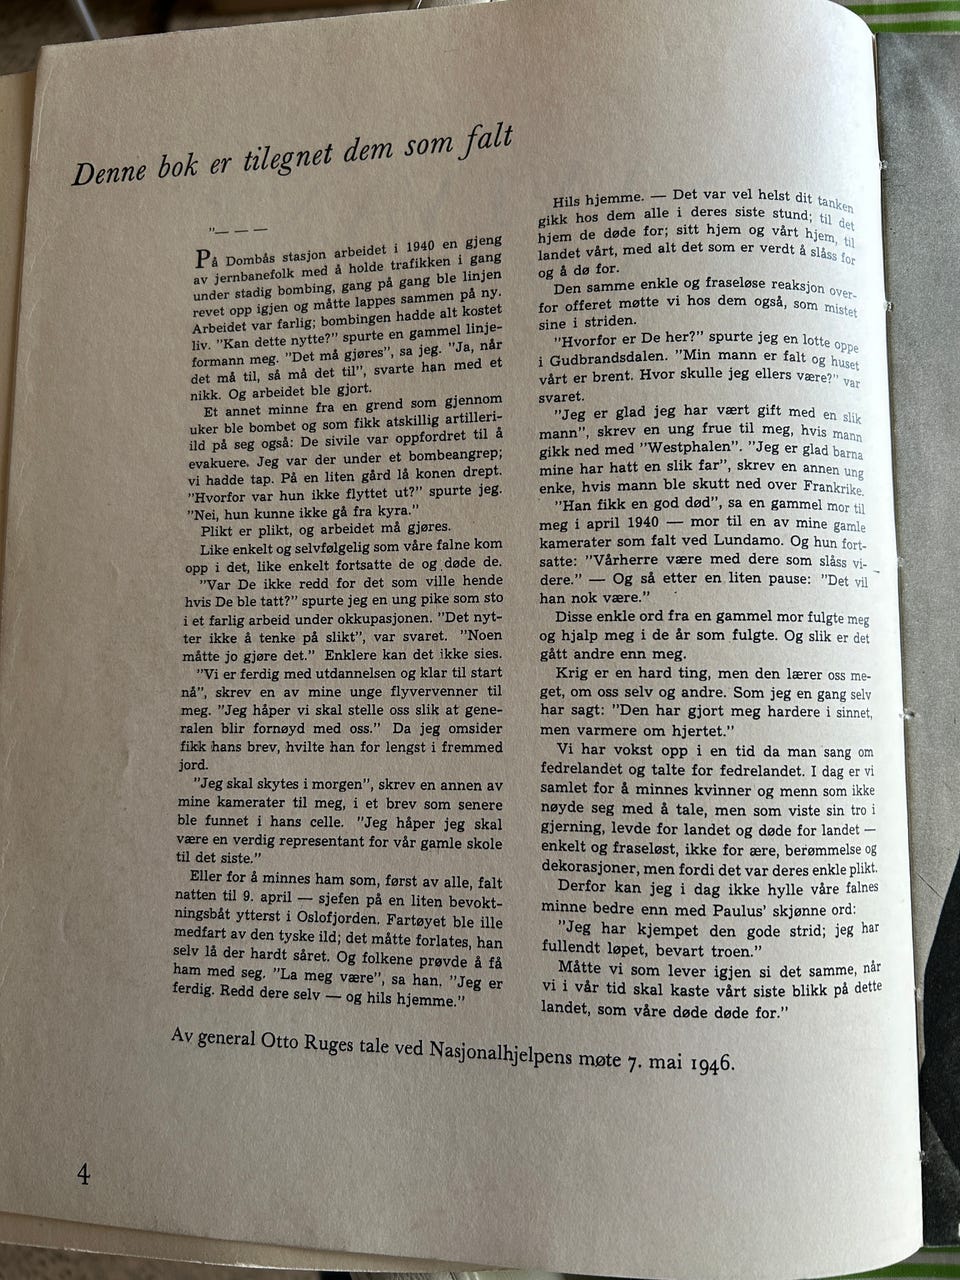 Denne bok er tilegnet dem som falt
"— — —
På Dombås stasjon arbeidet i 1940 en gjeng
av jernbanefolk med å holde trafikken i gang
under stadig bombing, gang på gang ble linjen
revet opp igjen og måtte lappes sammen på ny.
Arbeidet var farlig; bombingen hadde alt kostet
liv. "Kan dette nytte?" spurte en gammel linje-
formann meg. "Det må gjøres", sa jeg. "Ja, når
det må til, så må det til", svarte han med et
nikk. Og arbeidet ble gjort.
Et annet minne fra en grend som gjennom
uker ble bombet og som fikk atskillig artilleri-
ild på seg også: De sivile var oppfordret til å
evakuere. Jeg var der under et bombeangrep;
vi hadde tap. På en liten gård lå konen drept.
"Hvorfor var hun ikke flyttet ut?" spurte jeg.
"Nei, hun kunne ikke gå fra kyra."
Plikt er plikt, og arbeidet må gjøres.
Like enkelt og selvfølgelig som våre falne kom
opp i det, like enkelt fortsatte de og døde de.
"Var De ikke redd for det som ville hende
hvis De ble tatt?" spurte jeg en ung pike som sto
i et farlig arbeid under okkupasjonen. "Det nyt-
ter ikke å tenke på slikt", var svaret. "Noen
måtte jo gjøre det." Enklere kan det ikke sies.
"Vi er ferdig med utdannelsen og klar til start
nå", skrev en av mine unge flyvervenner til
meg. "Jeg håper vi skal stelle oss slik at gene-
ralen blir fornøyd med oss." Da jeg omsider
fikk hans brev, hvilte han for lengst i fremmed
jord.
"Jeg skal skytes i morgen", skrev en annen av
mine kamerater til meg, i et brev som senere
ble funnet i hans celle. "Jeg håper jeg skal
være en verdig representant for vår gamle skole
til det siste."
Eller for å minnes ham som, først av alle, falt
natten til 9. april — sjefen på en liten bevokt-
ningsbåt ytterst i Oslofjorden. Fartøyet ble ille
medfart av den tyske ild; det måtte forlates, han
selv lå der hardt såret. Og folkene prøvde å få
ham med seg. "La meg være", sa han. "Jeg er
ferdig. Redd dere selv — og hils hjemme."
Hils hjemme. — Det var vel helst dit tanken
gikk hos dem alle i deres siste stund; til det
hjem de døde for; sitt hjem og vårt hjem, til
landet vårt, med alt det som er verdt å slåss for
og å dø for.
Den samme enkle og fraseløse reaksjon over-
for offeret møtte vi hos dem også, som mistet
sine i striden.
"Hvorfor er De her?" spurte jeg en lotte oppe
i Gudbrandsdalen. "Min mann er falt og huset
vårt er brent. Hvor skulle jeg ellers være?" var
svaret.
"Jeg er glad jeg har vært gift med en slik
mann", skrev en ung frue til meg, hvis mann
gikk ned med "Westphalen". "Jeg er glad barna
mine har hatt en slik far", skrev en annen ung
enke, hvis mann ble skutt ned over Frankrike.
"Han fikk en god død", sa en gammel mor til
meg i april 1940 — mor til en av mine gamle
kamerater som falt ved Lundamo. Og hun fort-
satte: "Vårherre være med dere som slåss vi-
dere." — Og så etter en liten pause: "Det vil
han nok være."
Disse enkle ord fra en gammel mor fulgte meg
og hjalp meg i de år som fulgte. Og slik er det
gått andre enn meg.
Krig er en hard ting, men den lærer oss me-
get, om oss selv og andre. Som jeg en gang selv
har sagt: "Den har gjort meg hardere i sinnet,
men varmere om hjertet."
Vi har vokst opp i en tid da man sang om
fedrelandet og talte for fedrelandet. I dag er vi
samlet for å minnes kvinner og menn som ikke
nøyde seg med å tale, men som viste sin tro i
gjerning, levde for landet og døde for landet —
enkelt og fraseløst, ikke for ære, berømmelse og
dekorasjoner, men fordi det var deres enkle plikt.
Derfor kan jeg i dag ikke hylle våre falnes
minne bedre enn med Paulus' skjønne ord:
"Jeg har kjempet den gode strid; jeg har
fullendt løpet, bevart troen."
Måtte vi som lever igjen si det samme, når
vi i vår tid skal kaste vårt siste blikk på dette
landet, som våre døde døde for."
Av general Otto Ruges tale ved Nasjonalhjelpens møte 7. mai 1946.
4